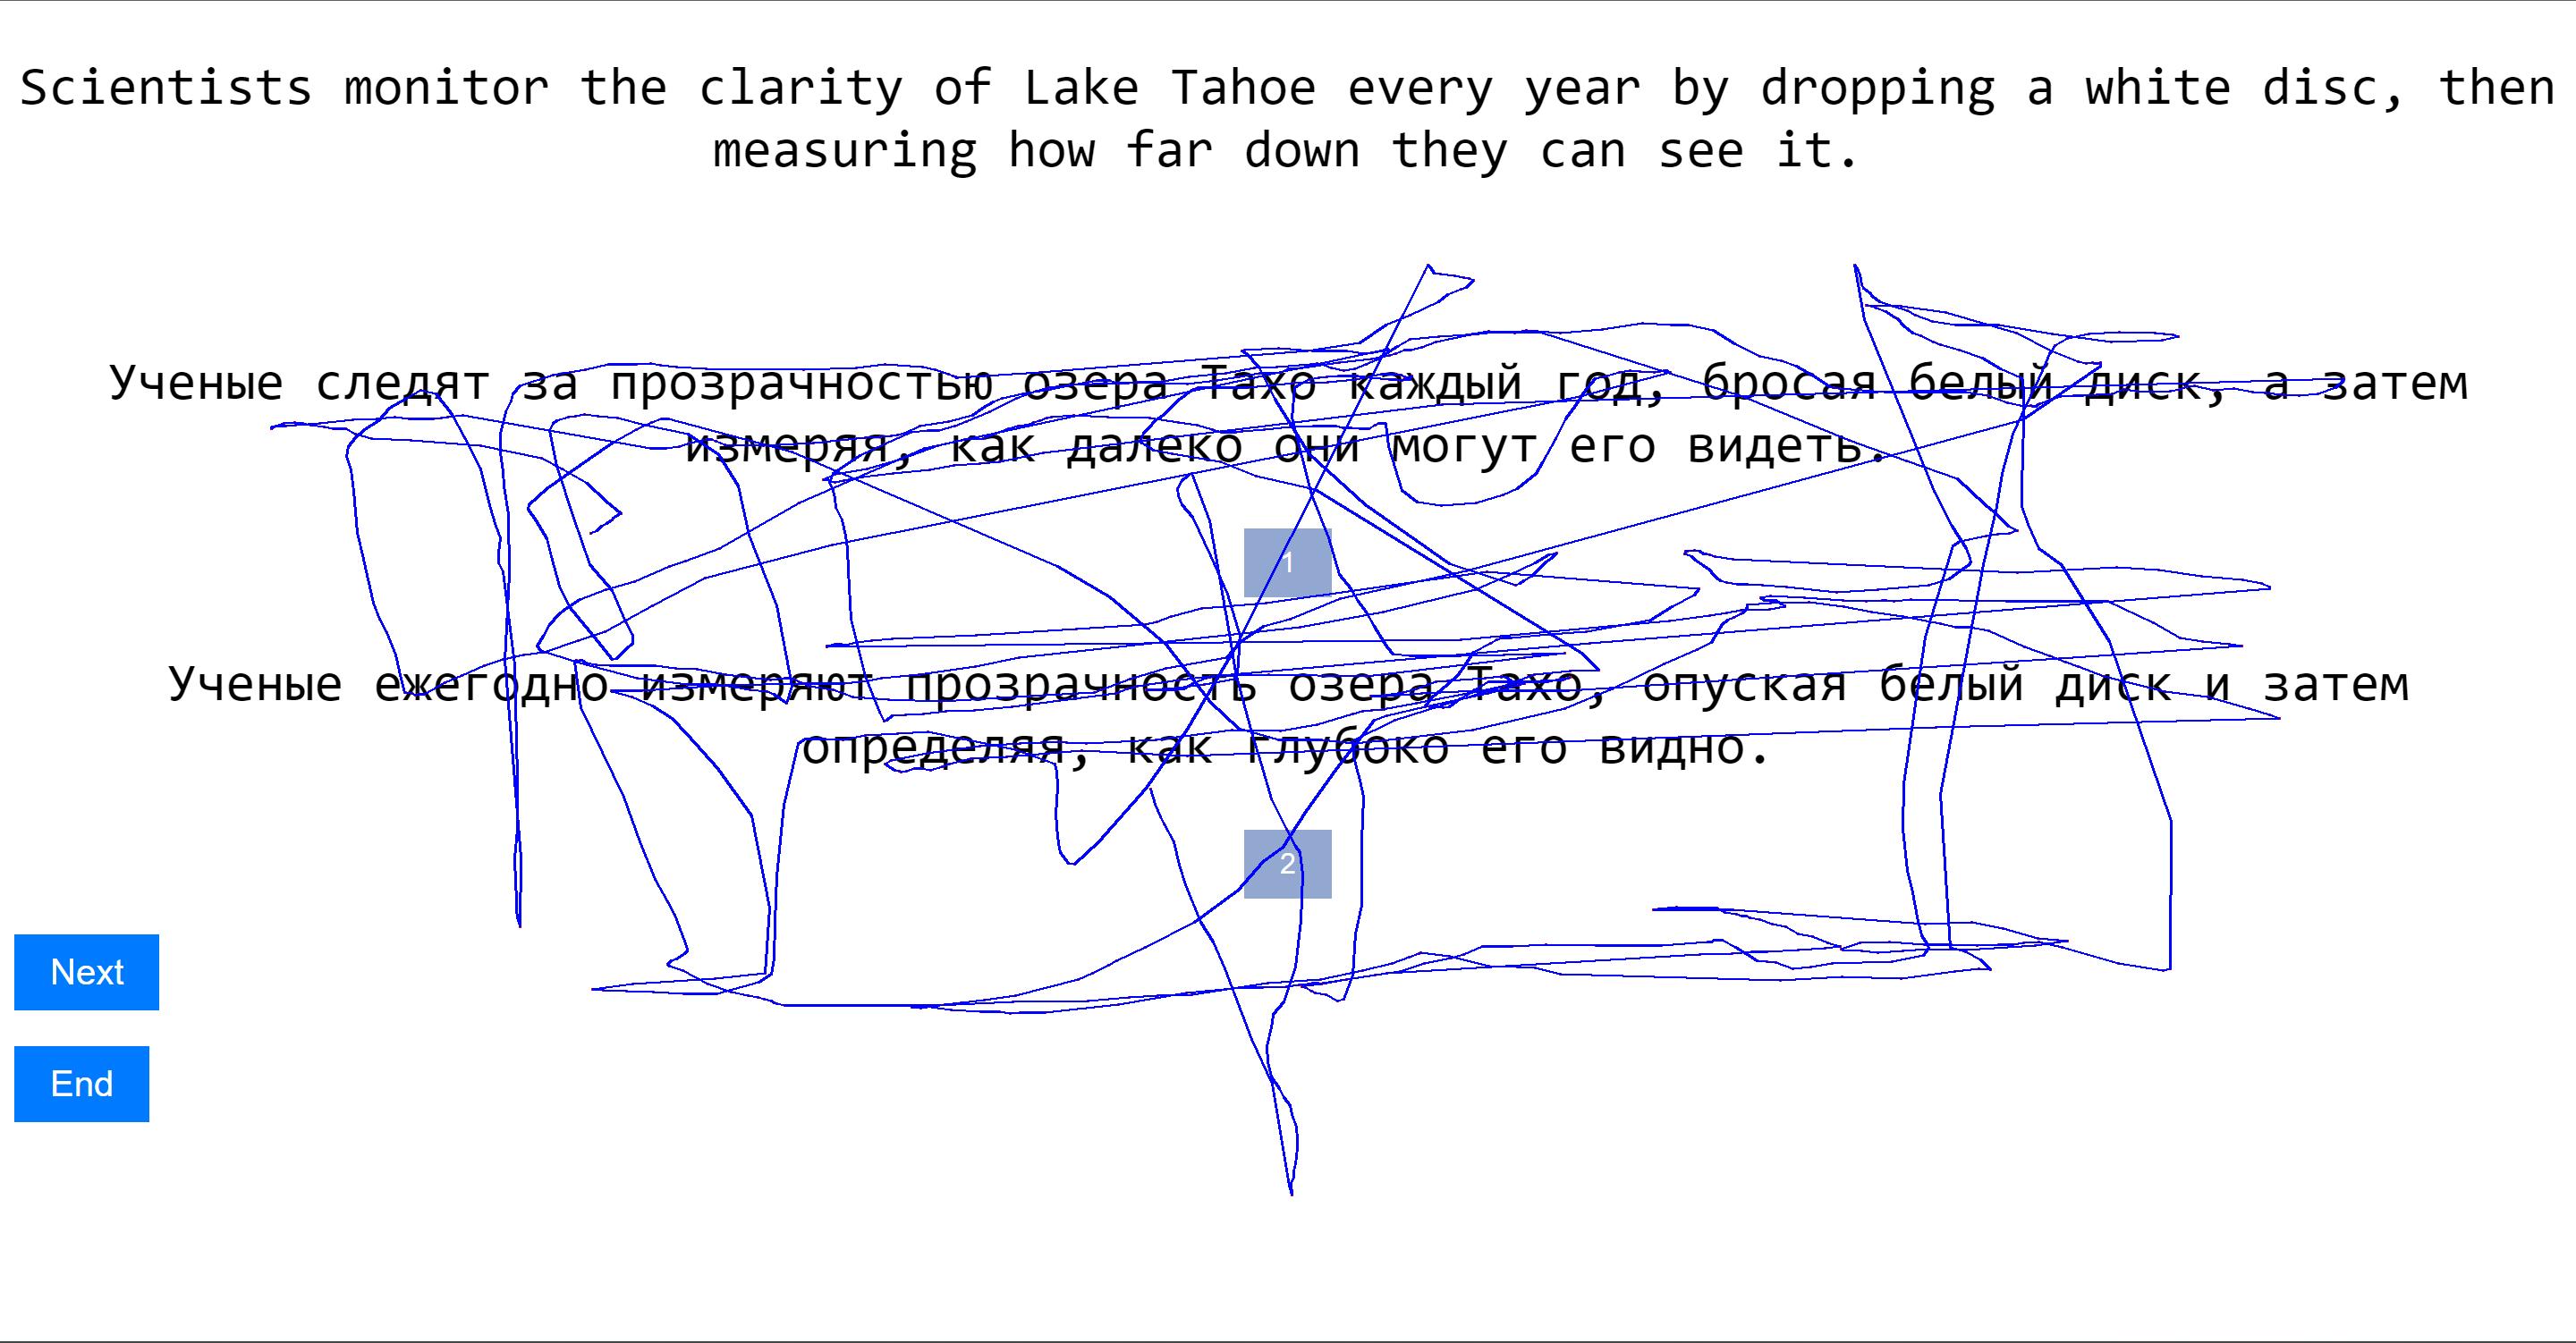 Scientists monitor the clarity of Lake Tahoe every year by dropping a white disc, then
measuring how far down they can see it.
Ученые следят за прозрачностью озера Тахо каждый год, бросая белый диск, а затем
измеряя, как далеко они могут его видеть.
1
Ученые ежегодно измеряют прозрачность озера Тахо, опуская белый диск и затем
определяя, как глубоко его видно.
2
Next
End